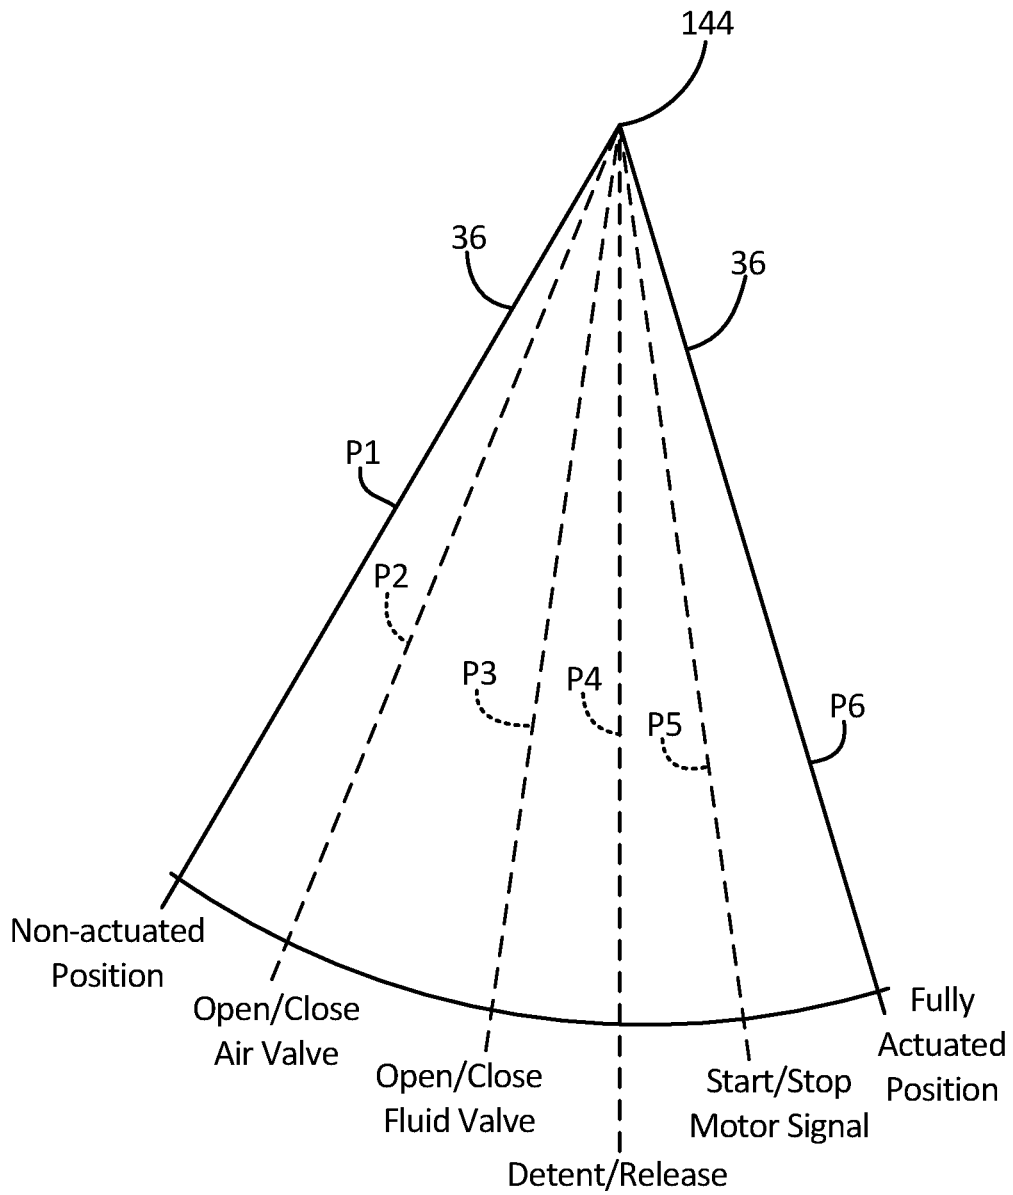 144
36
36
P1
P2
P3
P4
P5
P6
Non-actuated
Position
Open/Close
Air Valve
Open/Close
Fluid Valve
Detent/Release
Start/Stop
Motor Signal
Fully
Actuated
Position